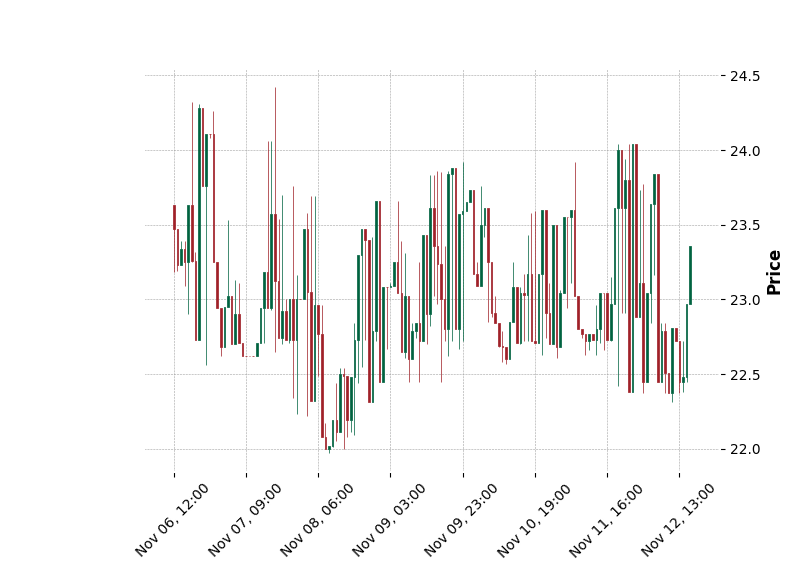 24.5
24.0
23.5
23.0
22.5
22.0
Price
Nov 06, 12:00
Nov 07, 09:00
Nov 08, 06:00
Nov 09, 03:00
Nov 09, 23:00
Nov 10, 19:00
Nov 11, 16:00
Nov 12, 13:00